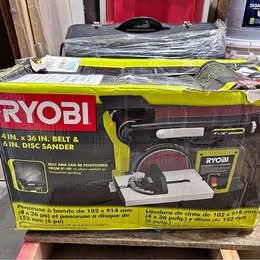 SIGN
RYOBI
4 IN. x 36 IN. BELT &
6 IN. DISC SANDER
BELT ARM CAN BE POSITIONED
RYOBI
Ponceuse à bande de 102 x 914 mm
(4 x 36 po) et ponceuse à disque de
152 mm (6 po)
Lijadora de cinta de 102 x 914 mm
(4 x 36 pulg.) y disco de 152 mm
(6 pulg.)